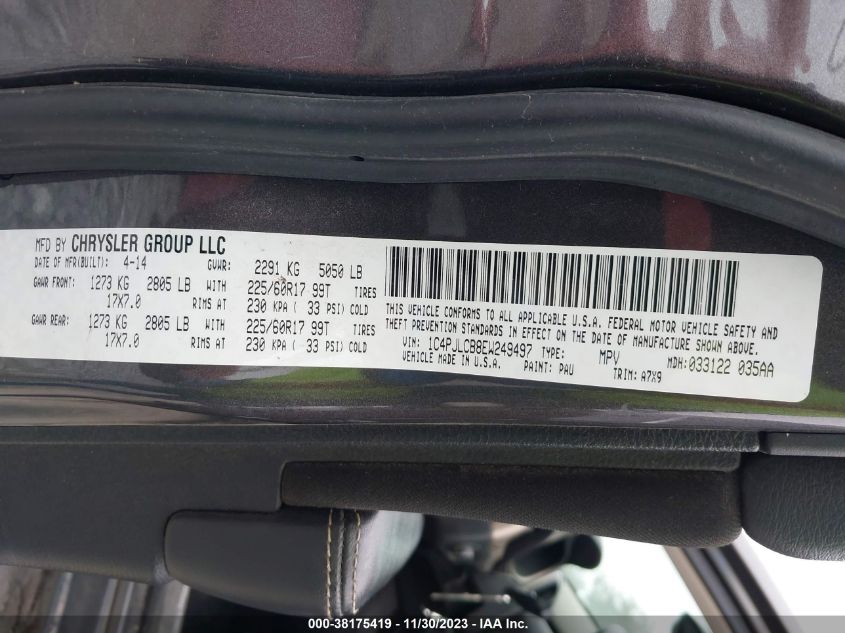 MFD BY CHRYSLER GROUP LLC
DATE OF MFR(BUILT): 4-14 GVWR: 2291 KG 5050 LB
GAWR FRONT: 1273 KG 2805 LB WITH 225/60R17 99T TIRES
17X7.0 RIMS AT 230 KPA ( 33 PSI) COLD
GAWR REAR: 1273 KG 2805 LB WITH 225/60R17 99T TIRES
17X7.0 RIMS AT 230 KPA ( 33 PSI) COLD
THIS VEHICLE CONFORMS TO ALL APPLICABLE U.S.A. FEDERAL MOTOR VEHICLE SAFETY AND
THEFT PREVENTION STANDARDS IN EFFECT ON THE DATE OF MANUFACTURE SHOWN ABOVE.
VIN: 1C4PJLCB8EW249497 TYPE: MPV MDH: 033122 035AA
VEHICLE MADE IN U.S.A. PAINT: PAU TRIM: A7X9
000-38175419 - 11/30/2023 - IAA Inc.